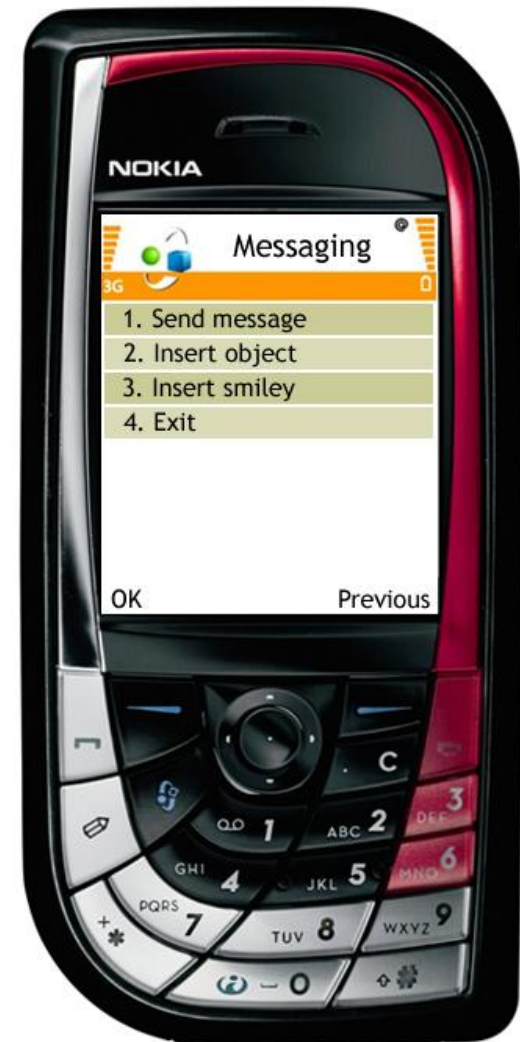 NOKIA
Messaging
3G
1. Send message
2. Insert object
3. Insert smiley
4. Exit
OK Previous
C
1 ABC 2 DEF 3
GHI 4 JKL 5 MNO 6
PQRS 7 TUV 8 WXYZ 9
+ * 0 #